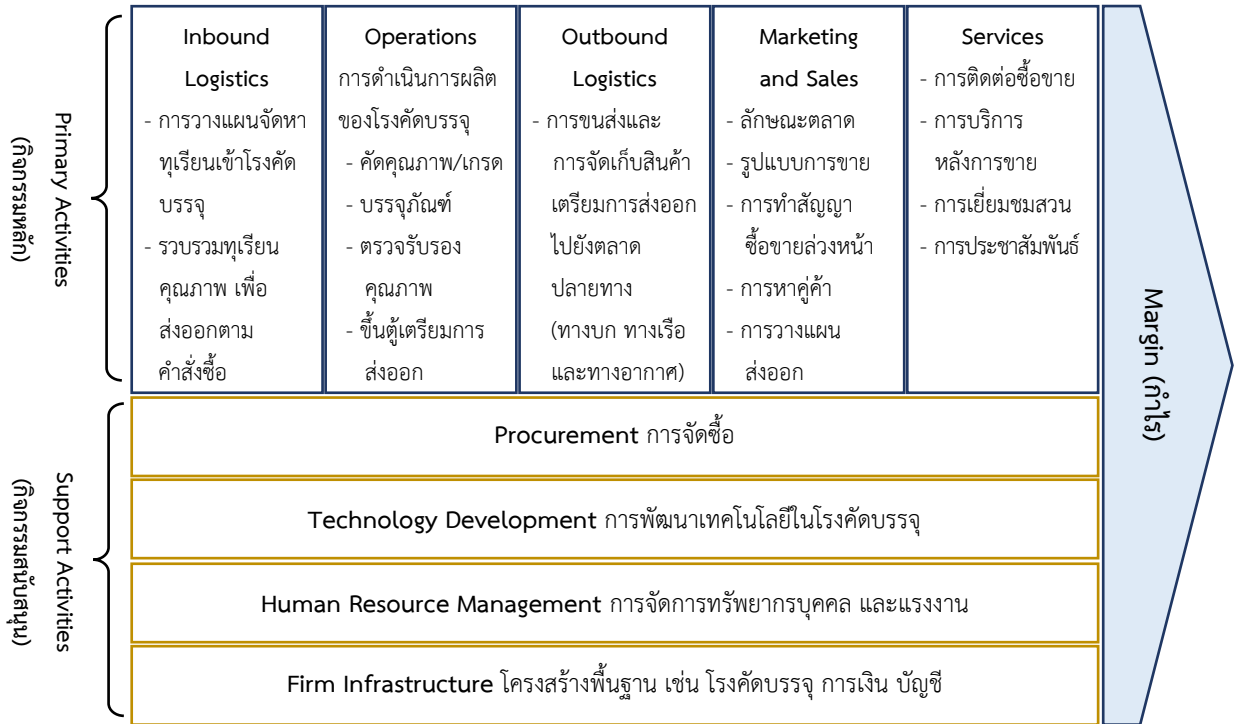 Primary Activities
(กิจกรรมหลัก)
Inbound
Logistics
- การวางแผนจัดหา
ทุเรียนเข้าโรงคัด
บรรจุ
- รวบรวมทุเรียน
คุณภาพ เพื่อ
ส่งออกตาม
คำสั่งซื้อ
Operations
การดำเนินการผลิต
ของโรงคัดบรรจุ
- คัดคุณภาพ/เกรด
- บรรจุภัณฑ์
- ตรวจรับรอง
คุณภาพ
- ขึ้นตู้เตรียมการ
ส่งออก
Outbound
Logistics
- การขนส่งและ
การจัดเก็บสินค้า
เตรียมการส่งออก
ไปยังตลาด
ปลายทาง
(ทางบก ทางเรือ
และทางอากาศ)
Marketing
and Sales
- ลักษณะตลาด
- รูปแบบการขาย
- การทำสัญญา
ซื้อขายล่วงหน้า
- การหาคู่ค้า
- การวางแผน
ส่งออก
Services
- การติดต่อซื้อขาย
- การบริการ
หลังการขาย
- การเยี่ยมชมสวน
- การประชาสัมพันธ์
Margin (กำไร)
Support Activities
(กิจกรรมสนับสนุน)
Procurement การจัดซื้อ
Technology Development การพัฒนาเทคโนโลยีในโรงคัดบรรจุ
Human Resource Management การจัดการทรัพยากรบุคคล และแรงงาน
Firm Infrastructure โครงสร้างพื้นฐาน เช่น โรงคัดบรรจุ การเงิน บัญชี